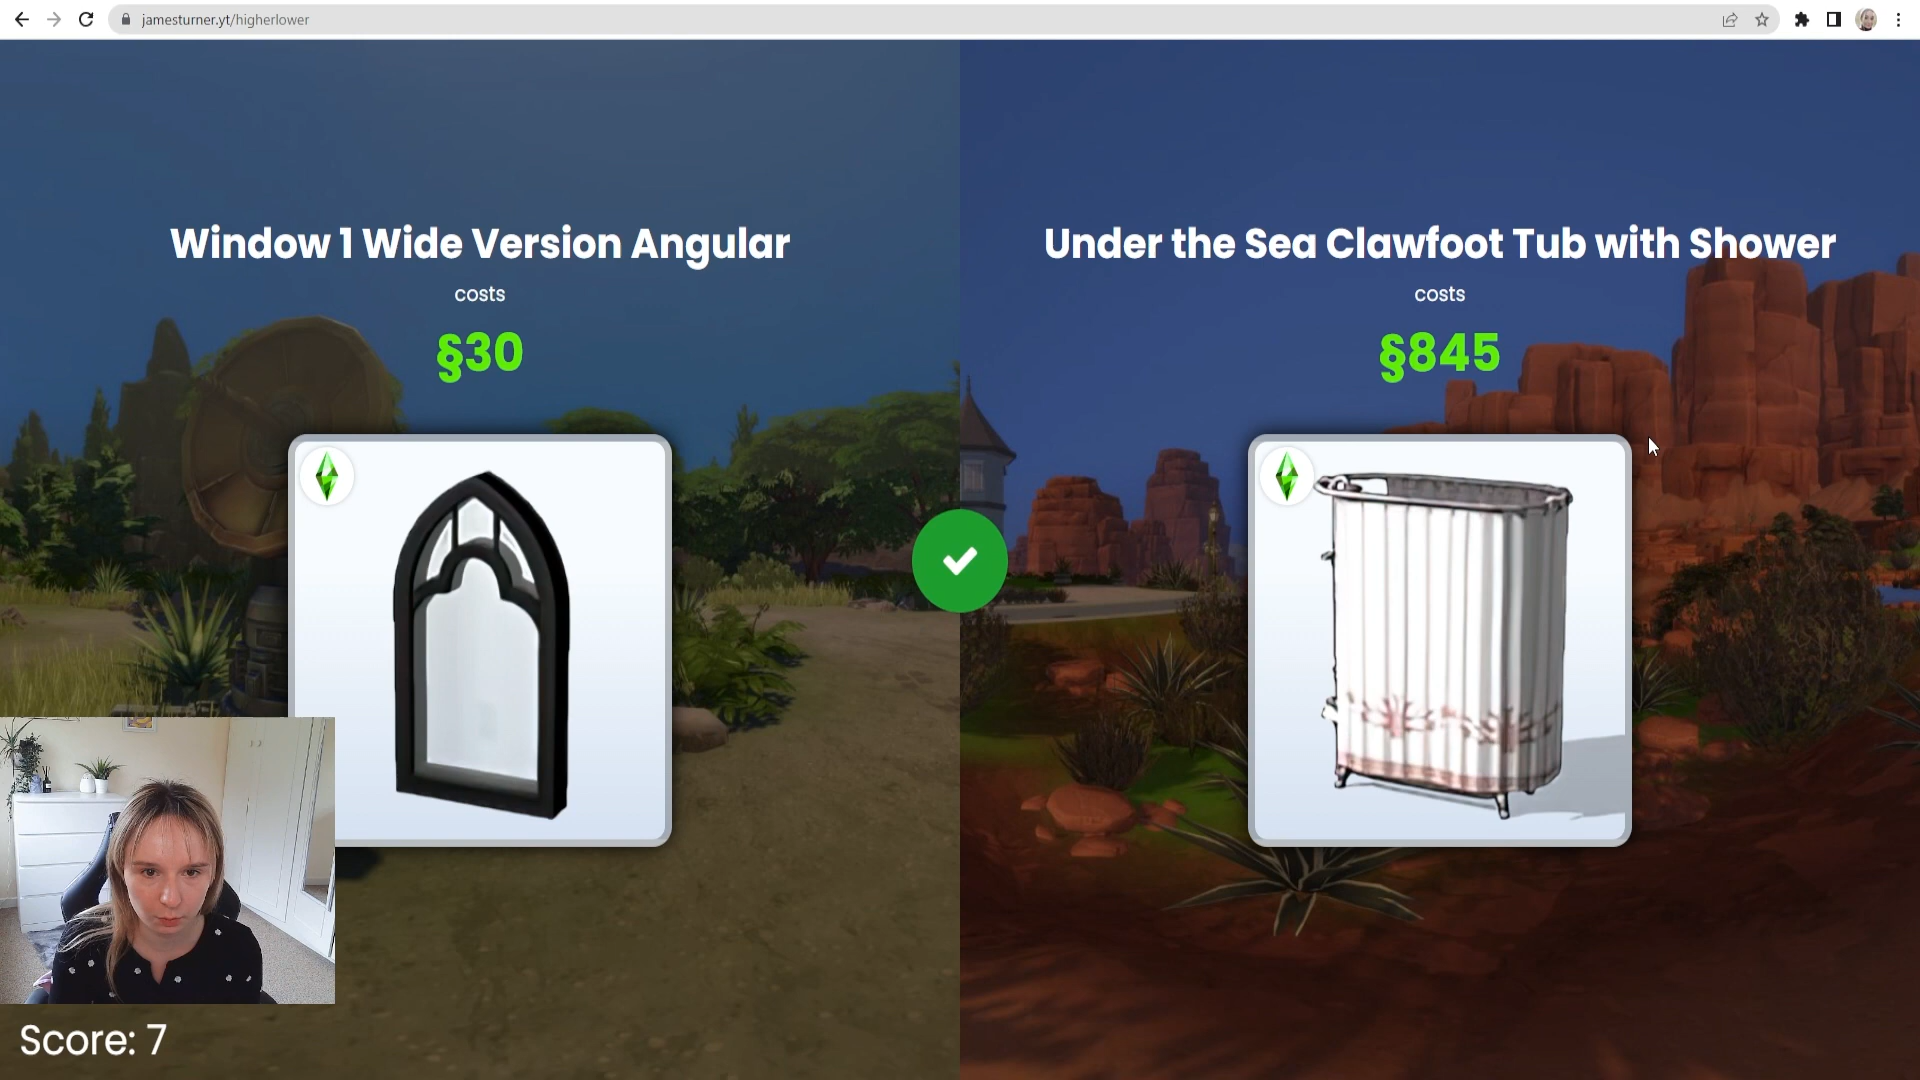 jamesturner.yt/higherlower
Window 1 Wide Version Angular
costs
§30
Under the Sea Clawfoot Tub with Shower
costs
§845
Score: 7